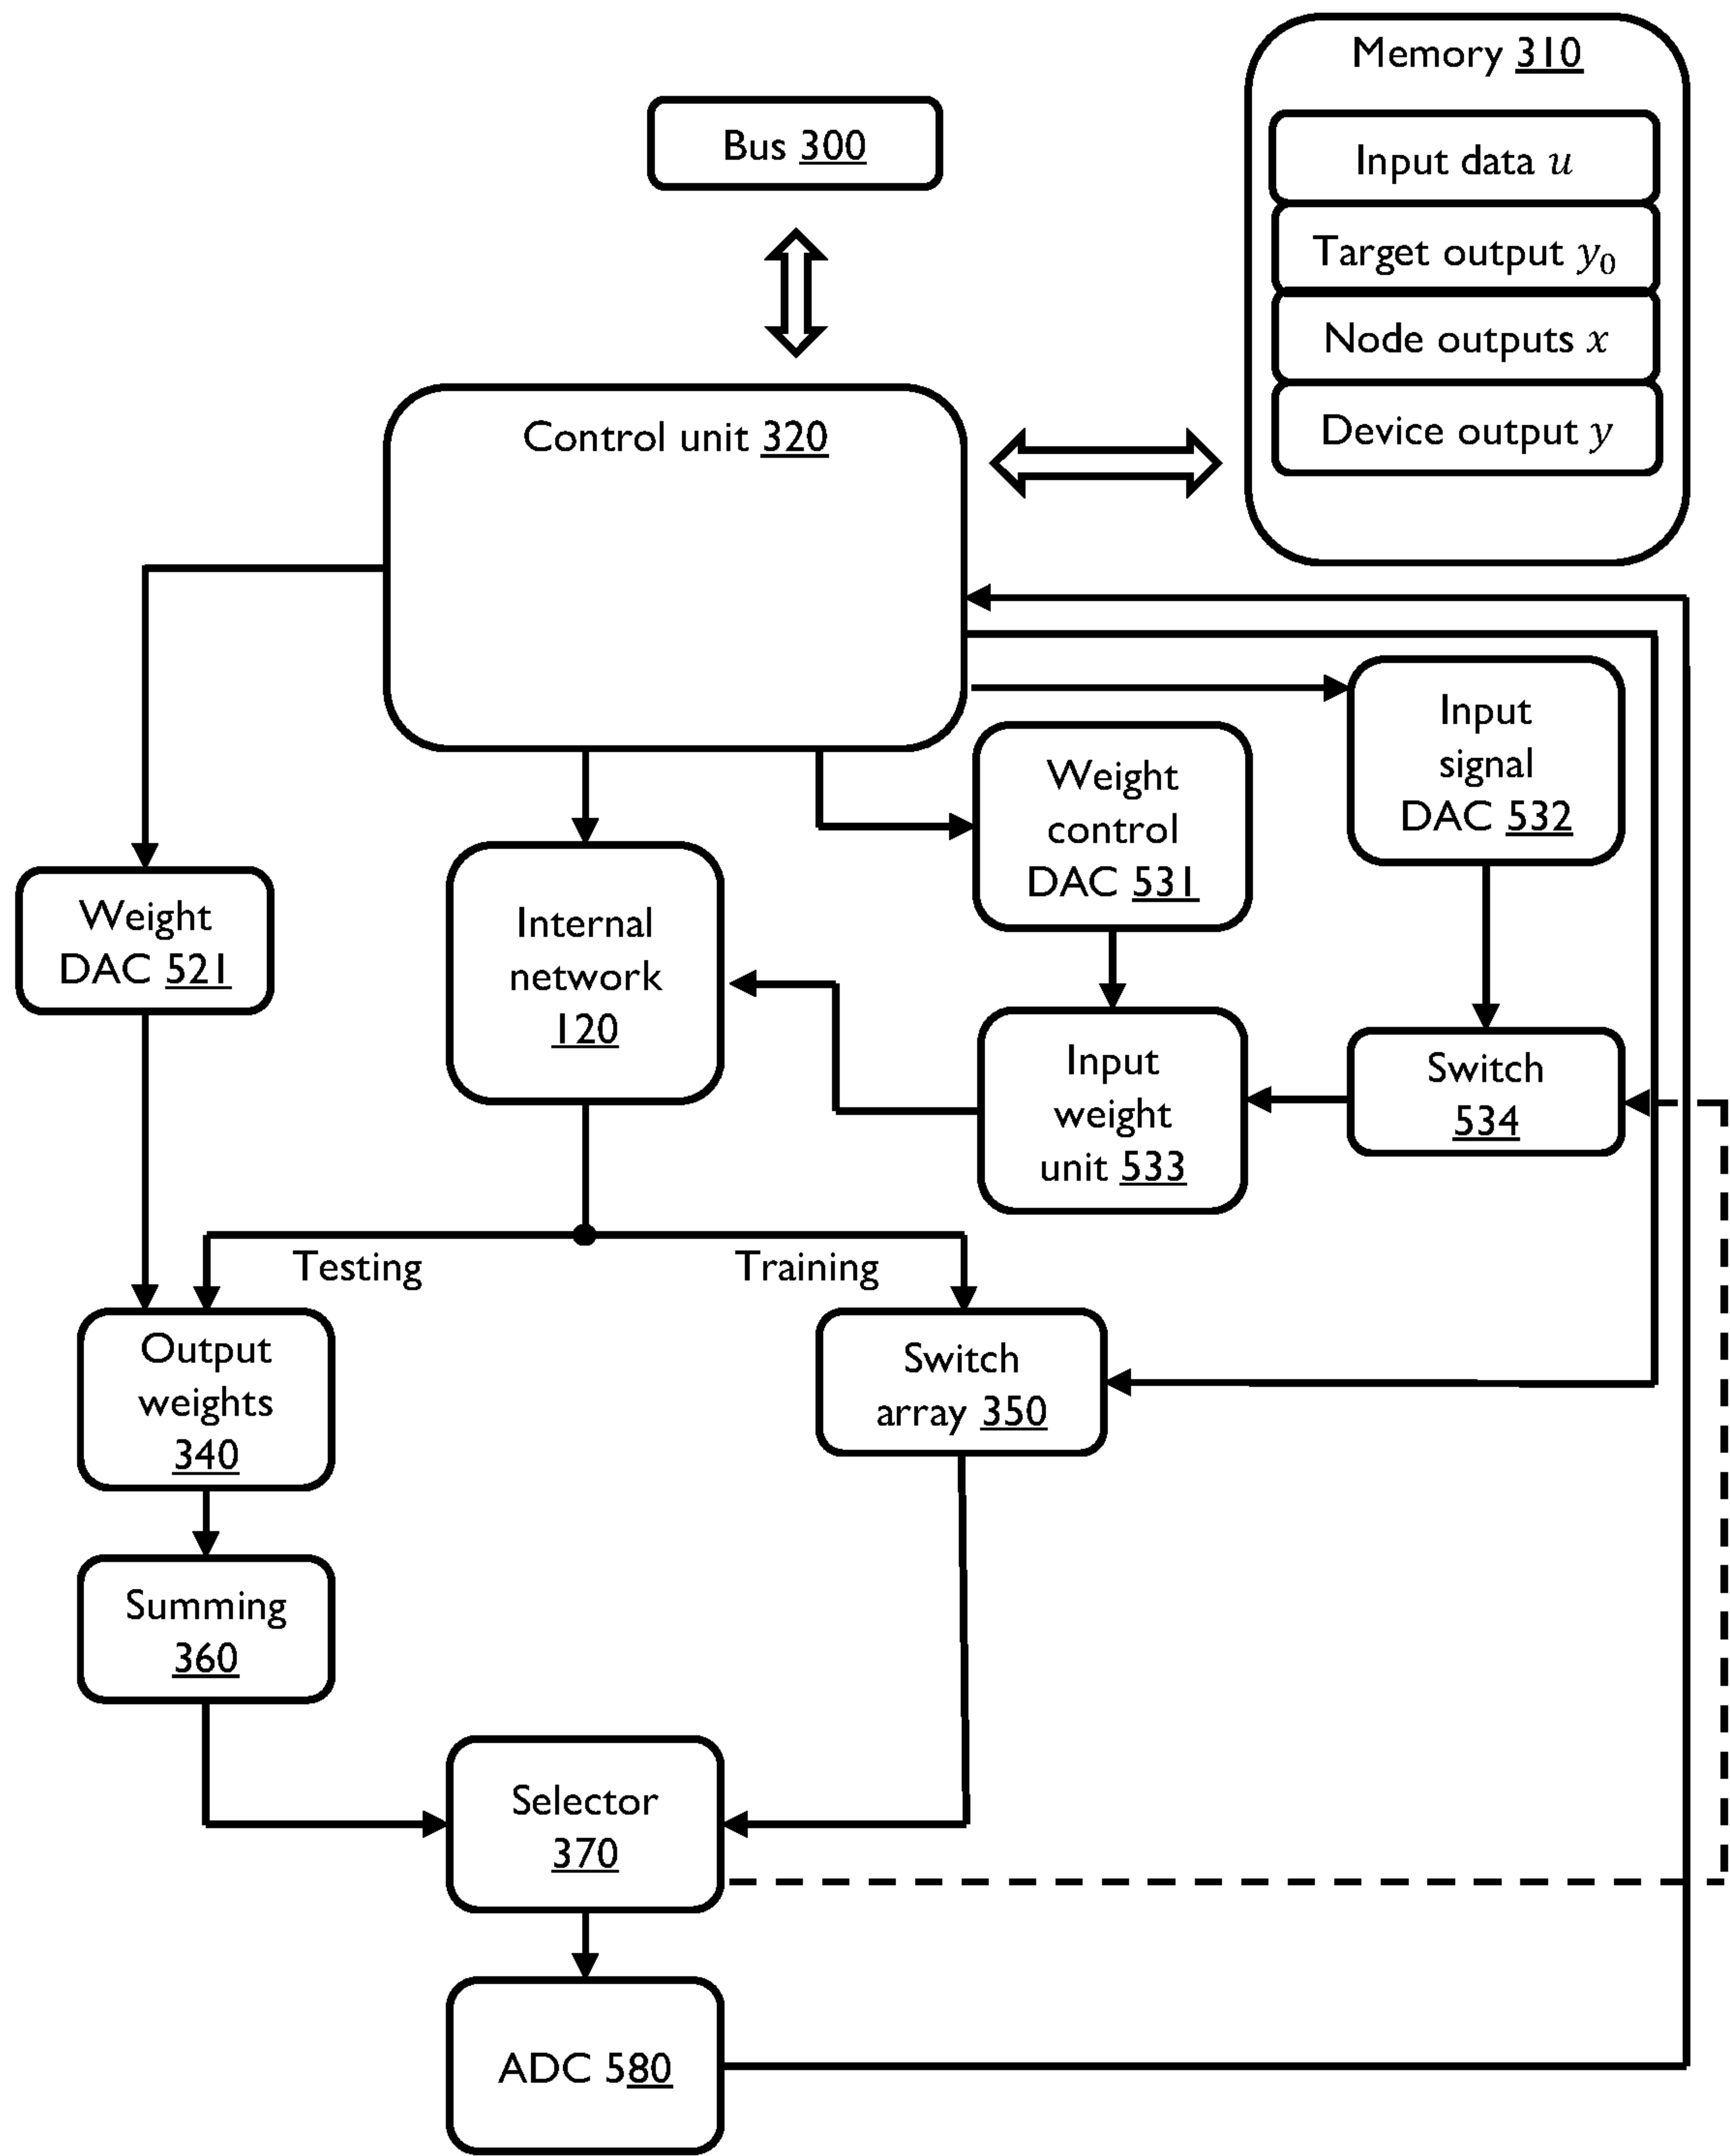 Memory 310
Bus 300
Input data u
Target output y₀
Node outputs x
Device output y
Control unit 320
Input
signal
DAC 532
Weight
control
DAC 531
Weight
DAC 521
Internal
network
120
Input
weight
unit 533
Switch
534
Testing
Training
Output
weights
340
Switch
array 350
Summing
360
Selector
370
ADC 580